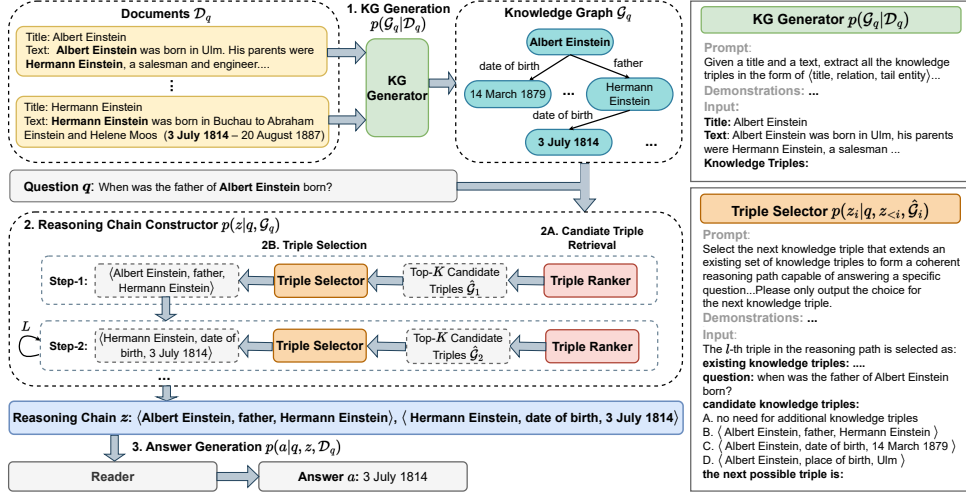 Documents D_q
Title: Albert Einstein
Text: Albert Einstein was born in Ulm. His parents were
Hermann Einstein, a salesman and engineer....
⋮
Title: Hermann Einstein
Text: Hermann Einstein was born in Buchau to Abraham
Einstein and Helene Moos (3 July 1814 – 20 August 1887)
1. KG Generation
p(G_q|D_q)
KG
Generator
Knowledge Graph G_q
Albert Einstein
date of birth
father
14 March 1879
...
Hermann
Einstein
date of birth
3 July 1814
...
Question q: When was the father of Albert Einstein born?
2. Reasoning Chain Constructor p(z|q, G_q)
2B. Triple Selection
2A. Candiate Triple
Retrieval
Step-1:
⟨Albert Einstein, father,
Hermann Einstein⟩
Triple Selector
Top-K Candidate
Triples Ĝ_1
Triple Ranker
L
Step-2:
⟨Hermann Einstein, date of
birth, 3 July 1814⟩
Triple Selector
Top-K Candidate
Triples Ĝ_2
Triple Ranker
...
Reasoning Chain z: ⟨Albert Einstein, father, Hermann Einstein⟩, ⟨ Hermann Einstein, date of birth, 3 July 1814⟩
3. Answer Generation p(a|q, z, D_q)
Reader
Answer a: 3 July 1814
KG Generator p(G_q|D_q)
Prompt:
Given a title and a text, extract all the knowledge
triples in the form of ⟨title, relation, tail entity⟩...
Demonstrations: ...
Input:
Title: Albert Einstein
Text: Albert Einstein was born in Ulm, his parents
were Hermann Einstein, a salesman ...
Knowledge Triples:
Triple Selector p(z_i|q, z_{<i}, Ĝ_i)
Prompt:
Select the next knowledge triple that extends an
existing set of knowledge triples to form a coherent
reasoning path capable of answering a specific
question...Please only output the choice for
the next knowledge triple.
Demonstrations: ...
Input:
The l-th triple in the reasoning path is selected as:
existing knowledge triples: ....
question: when was the father of Albert Einstein
born?
candidate knowledge triples:
A. no need for additional knowledge triples
B. ⟨ Albert Einstein, father, Hermann Einstein ⟩
C. ⟨ Albert Einstein, date of birth, 14 March 1879 ⟩
D. ⟨ Albert Einstein, place of birth, Ulm ⟩
the next possible triple is: